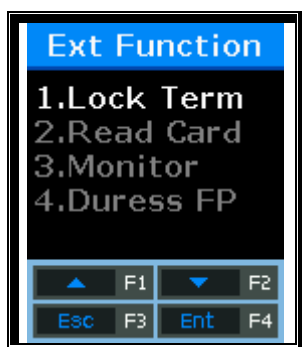 Ext Function
1.Lock Term
2.Read Card
3.Monitor
4.Duress FP
▲ F1 ▼ F2
Esc F3 Ent F4